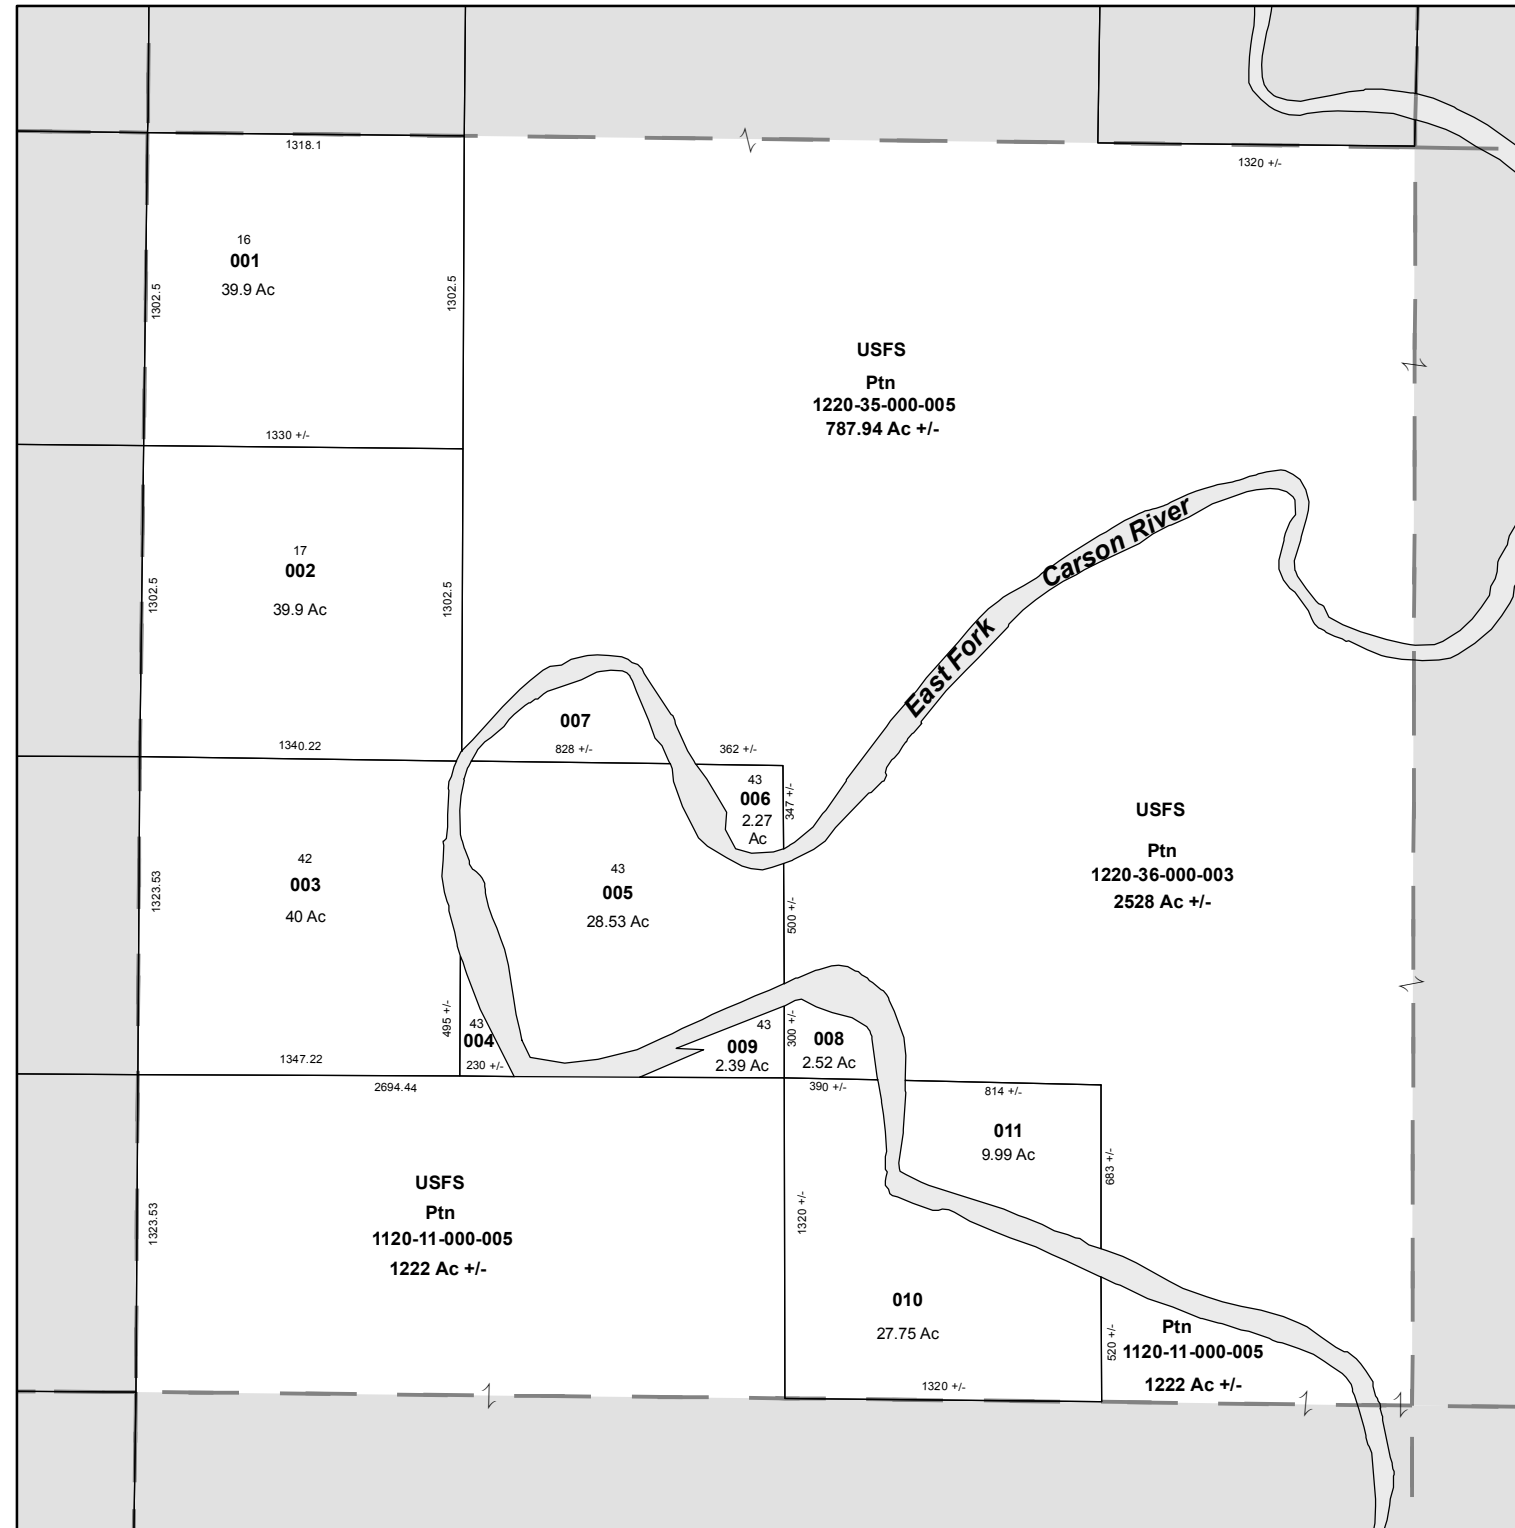 1318.1
1320 +/-
16
001
39.9 Ac
1302.5
1302.5
USFS
Ptn
1220-35-000-005
787.94 Ac +/-
1330 +/-
17
002
39.9 Ac
1302.5
1302.5
East Fork
Carson River
007
828 +/-
362 +/-
1340.22
43
006
2.27
Ac
347 +/-
USFS
Ptn
1220-36-000-003
2528 Ac +/-
42
003
40 Ac
1323.53
43
005
28.53 Ac
500 +/-
495 +/-
43
004
230 +/-
43
009
2.39 Ac
300 +/-
008
2.52 Ac
1347.22
2694.44
390 +/-
814 +/-
011
9.99 Ac
683 +/-
USFS
Ptn
1120-11-000-005
1222 Ac +/-
1323.53
1320 +/-
010
27.75 Ac
1320 +/-
520 +/-
Ptn
1120-11-000-005
1222 Ac +/-